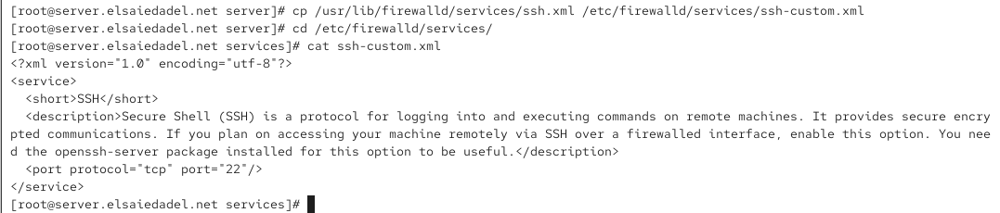 [root@server.elsaiedadel.net server]# cp /usr/lib/firewalld/services/ssh.xml /etc/firewalld/services/ssh-custom.xml
[root@server.elsaiedadel.net server]# cd /etc/firewalld/services/
[root@server.elsaiedadel.net services]# cat ssh-custom.xml
<?xml version="1.0" encoding="utf-8"?>
<service>
  <short>SSH</short>
  <description>Secure Shell (SSH) is a protocol for logging into and executing commands on remote machines. It provides secure encry
pted communications. If you plan on accessing your machine remotely via SSH over a firewalled interface, enable this option. You nee
d the openssh-server package installed for this option to be useful.</description>
  <port protocol="tcp" port="22"/>
</service>
[root@server.elsaiedadel.net services]#